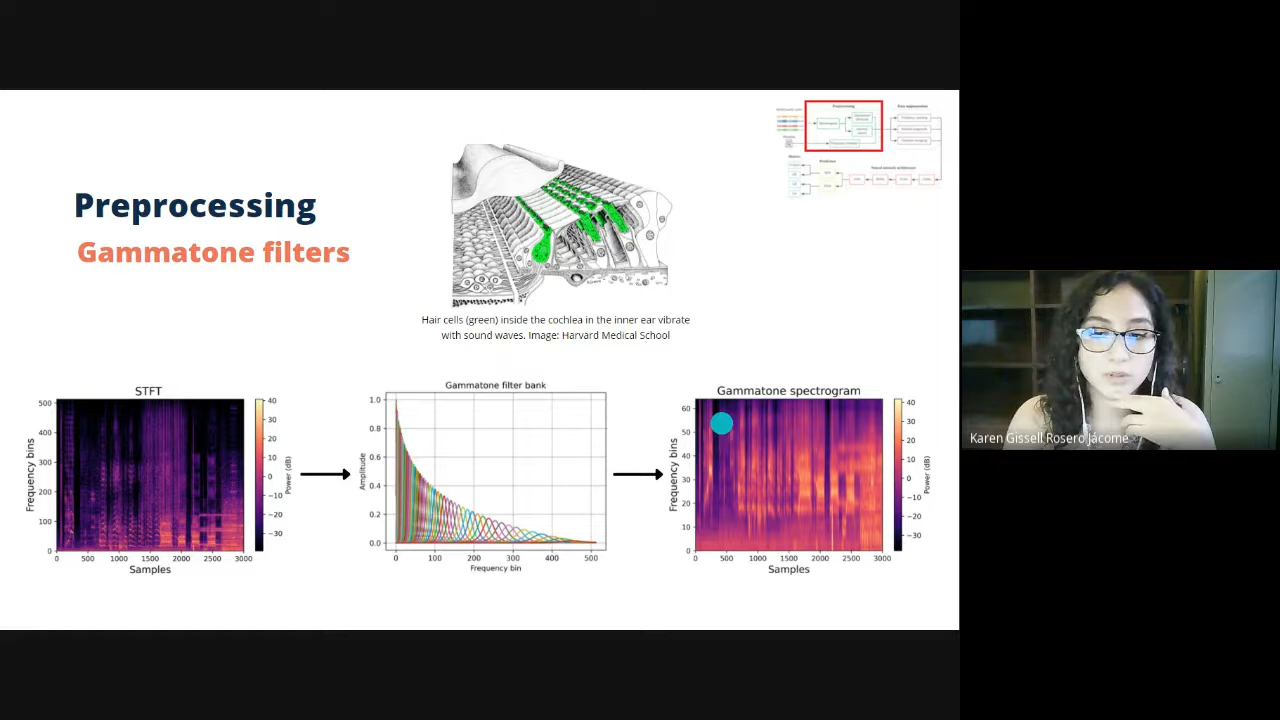 Preprocessing
Gammatone filters
Hair cells (green) inside the cochlea in the inner ear vibrate
with sound waves. Image: Harvard Medical School
Preprocessing
STFT
500
400
300
200
100
0
Frequency bins
0 500 1000 1500 2000 2500 3000
Samples
40
30
20
10
0
−10
−20
−30
Power (dB)
Gammatone filter bank
1.0
0.8
0.6
0.4
0.2
0.0
Amplitude
0 100 200 300 400 500
Frequency bin
Gammatone spectrogram
60
50
40
30
20
10
0
Frequency bins
0 500 1000 1500 2000 2500 3000
Samples
40
30
20
10
0
−10
−20
−30
Power (dB)
Karen Gissell Rosero Jácome